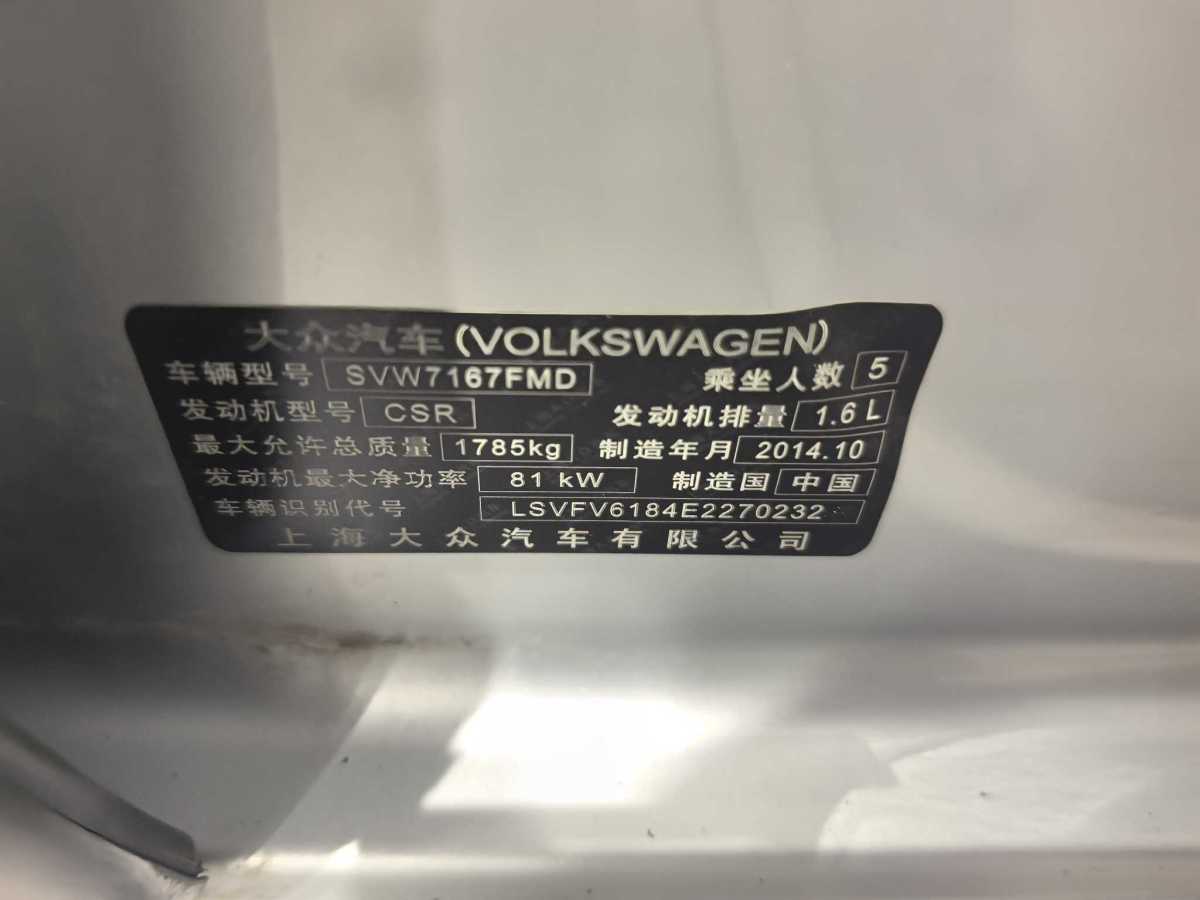 大众汽车(VOLKSWAGEN)
车辆型号 SVW7167FMD 乘坐人数 5
发动机型号 CSR 发动机排量 1.6 L
最大允许总质量 1785kg 制造年月 2014.10
发动机最大净功率 81 kW 制造国 中国
车辆识别代号 LSVFV6184E2270232
上海大众汽车有限公司